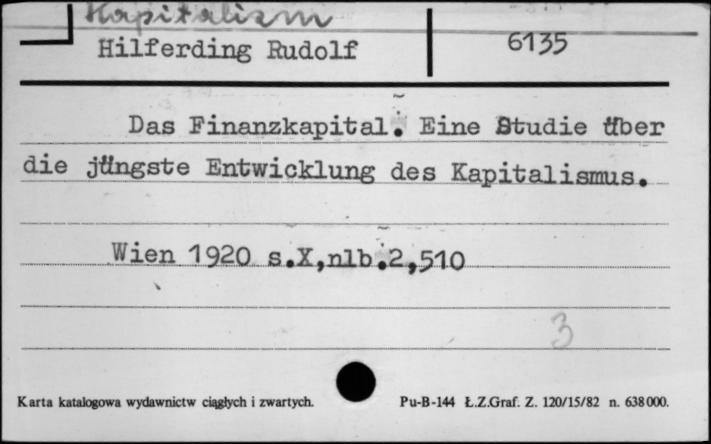 Kapitalizm
Hilferding Rudolf
6135
Das Finanzkapital. Eine Studie über
die jüngste Entwicklung des Kapitalismus.
Wien 1920 s.X,nlb.2,510
3
Karta katalogowa wydawnictw ciągłych i zwartych.
Pu-B-144 Ł.Z.Graf. Z. 120/15/82 n. 638000.